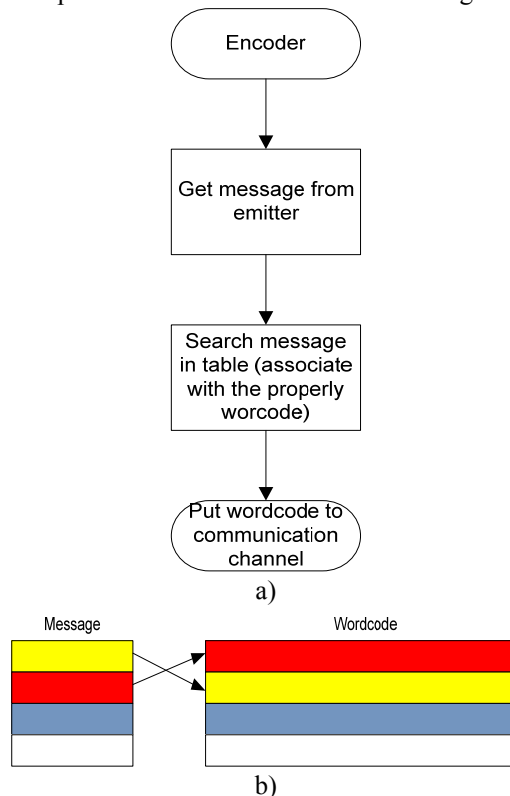 Encoder
Get message from
emitter
Search message
in table (associate
with the properly
worcode)
Put wordcode to
communication
channel
a)
Message Wordcode
b)